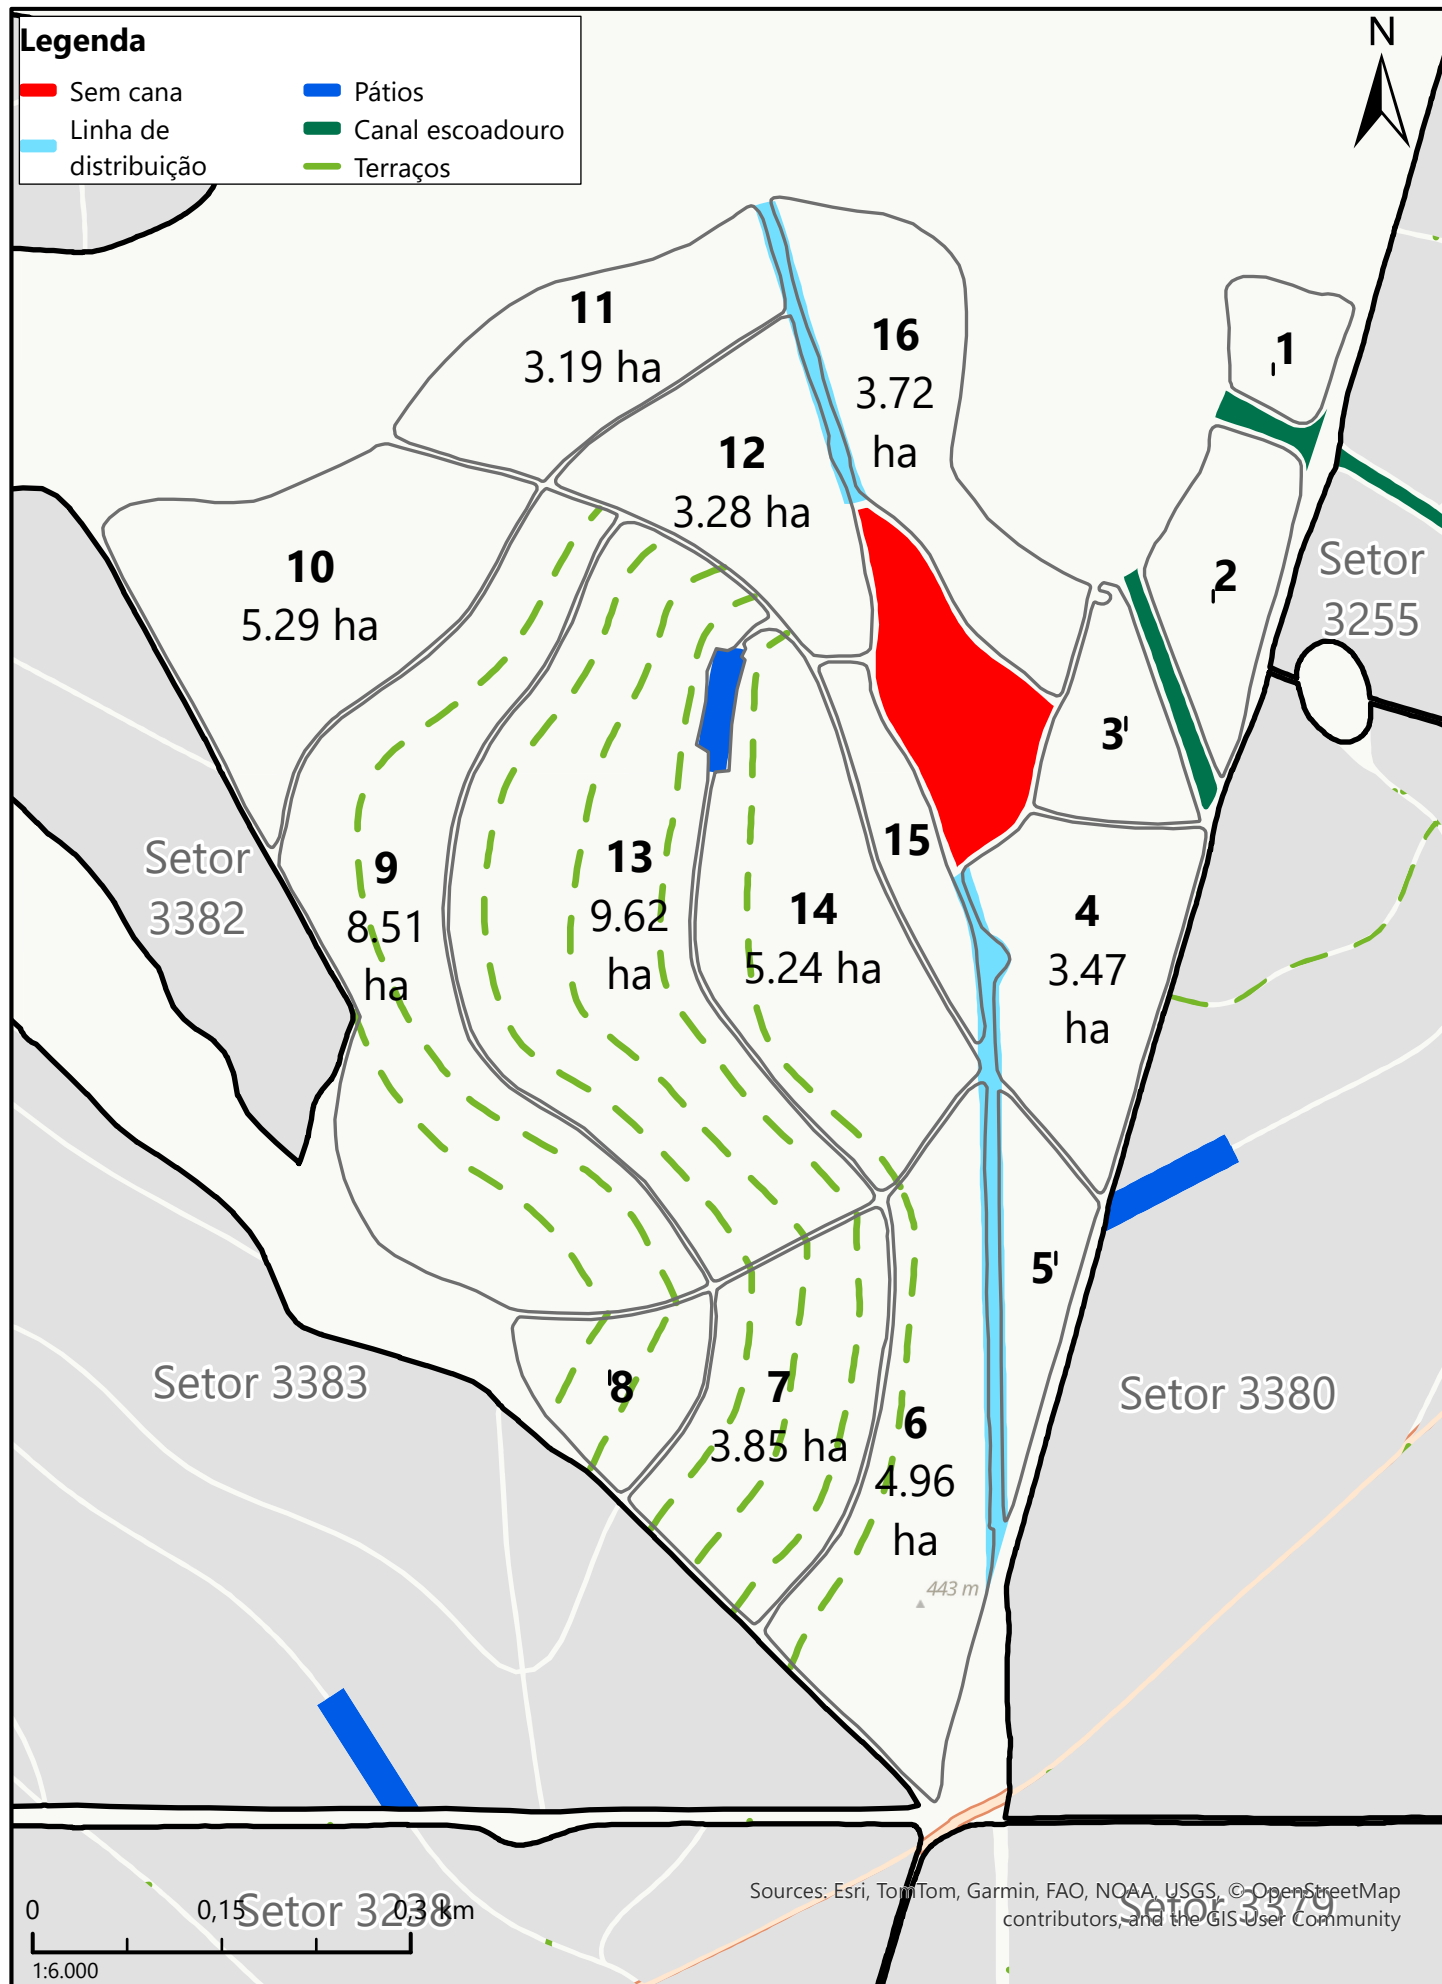 Legenda
Sem cana
Linha de
distribuição
Pátios
Canal escoadouro
Terraços
N
11
3.19 ha
16
3.72
ha
1
12
3.28 ha
10
5.29 ha
2
Setor
3255
3
9
8.51
ha
13
9.62
ha
14
5.24 ha
15
4
3.47
ha
Setor
3382
5
8
7
3.85 ha
6
4.96
ha
Setor 3383
Setor 3380
443 m
Setor 3238
Setor 3379
0
0,15
0,3 km
1:6.000
Sources: Esri, TomTom, Garmin, FAO, NOAA, USGS, © OpenStreetMap
contributors, and the GIS User Community